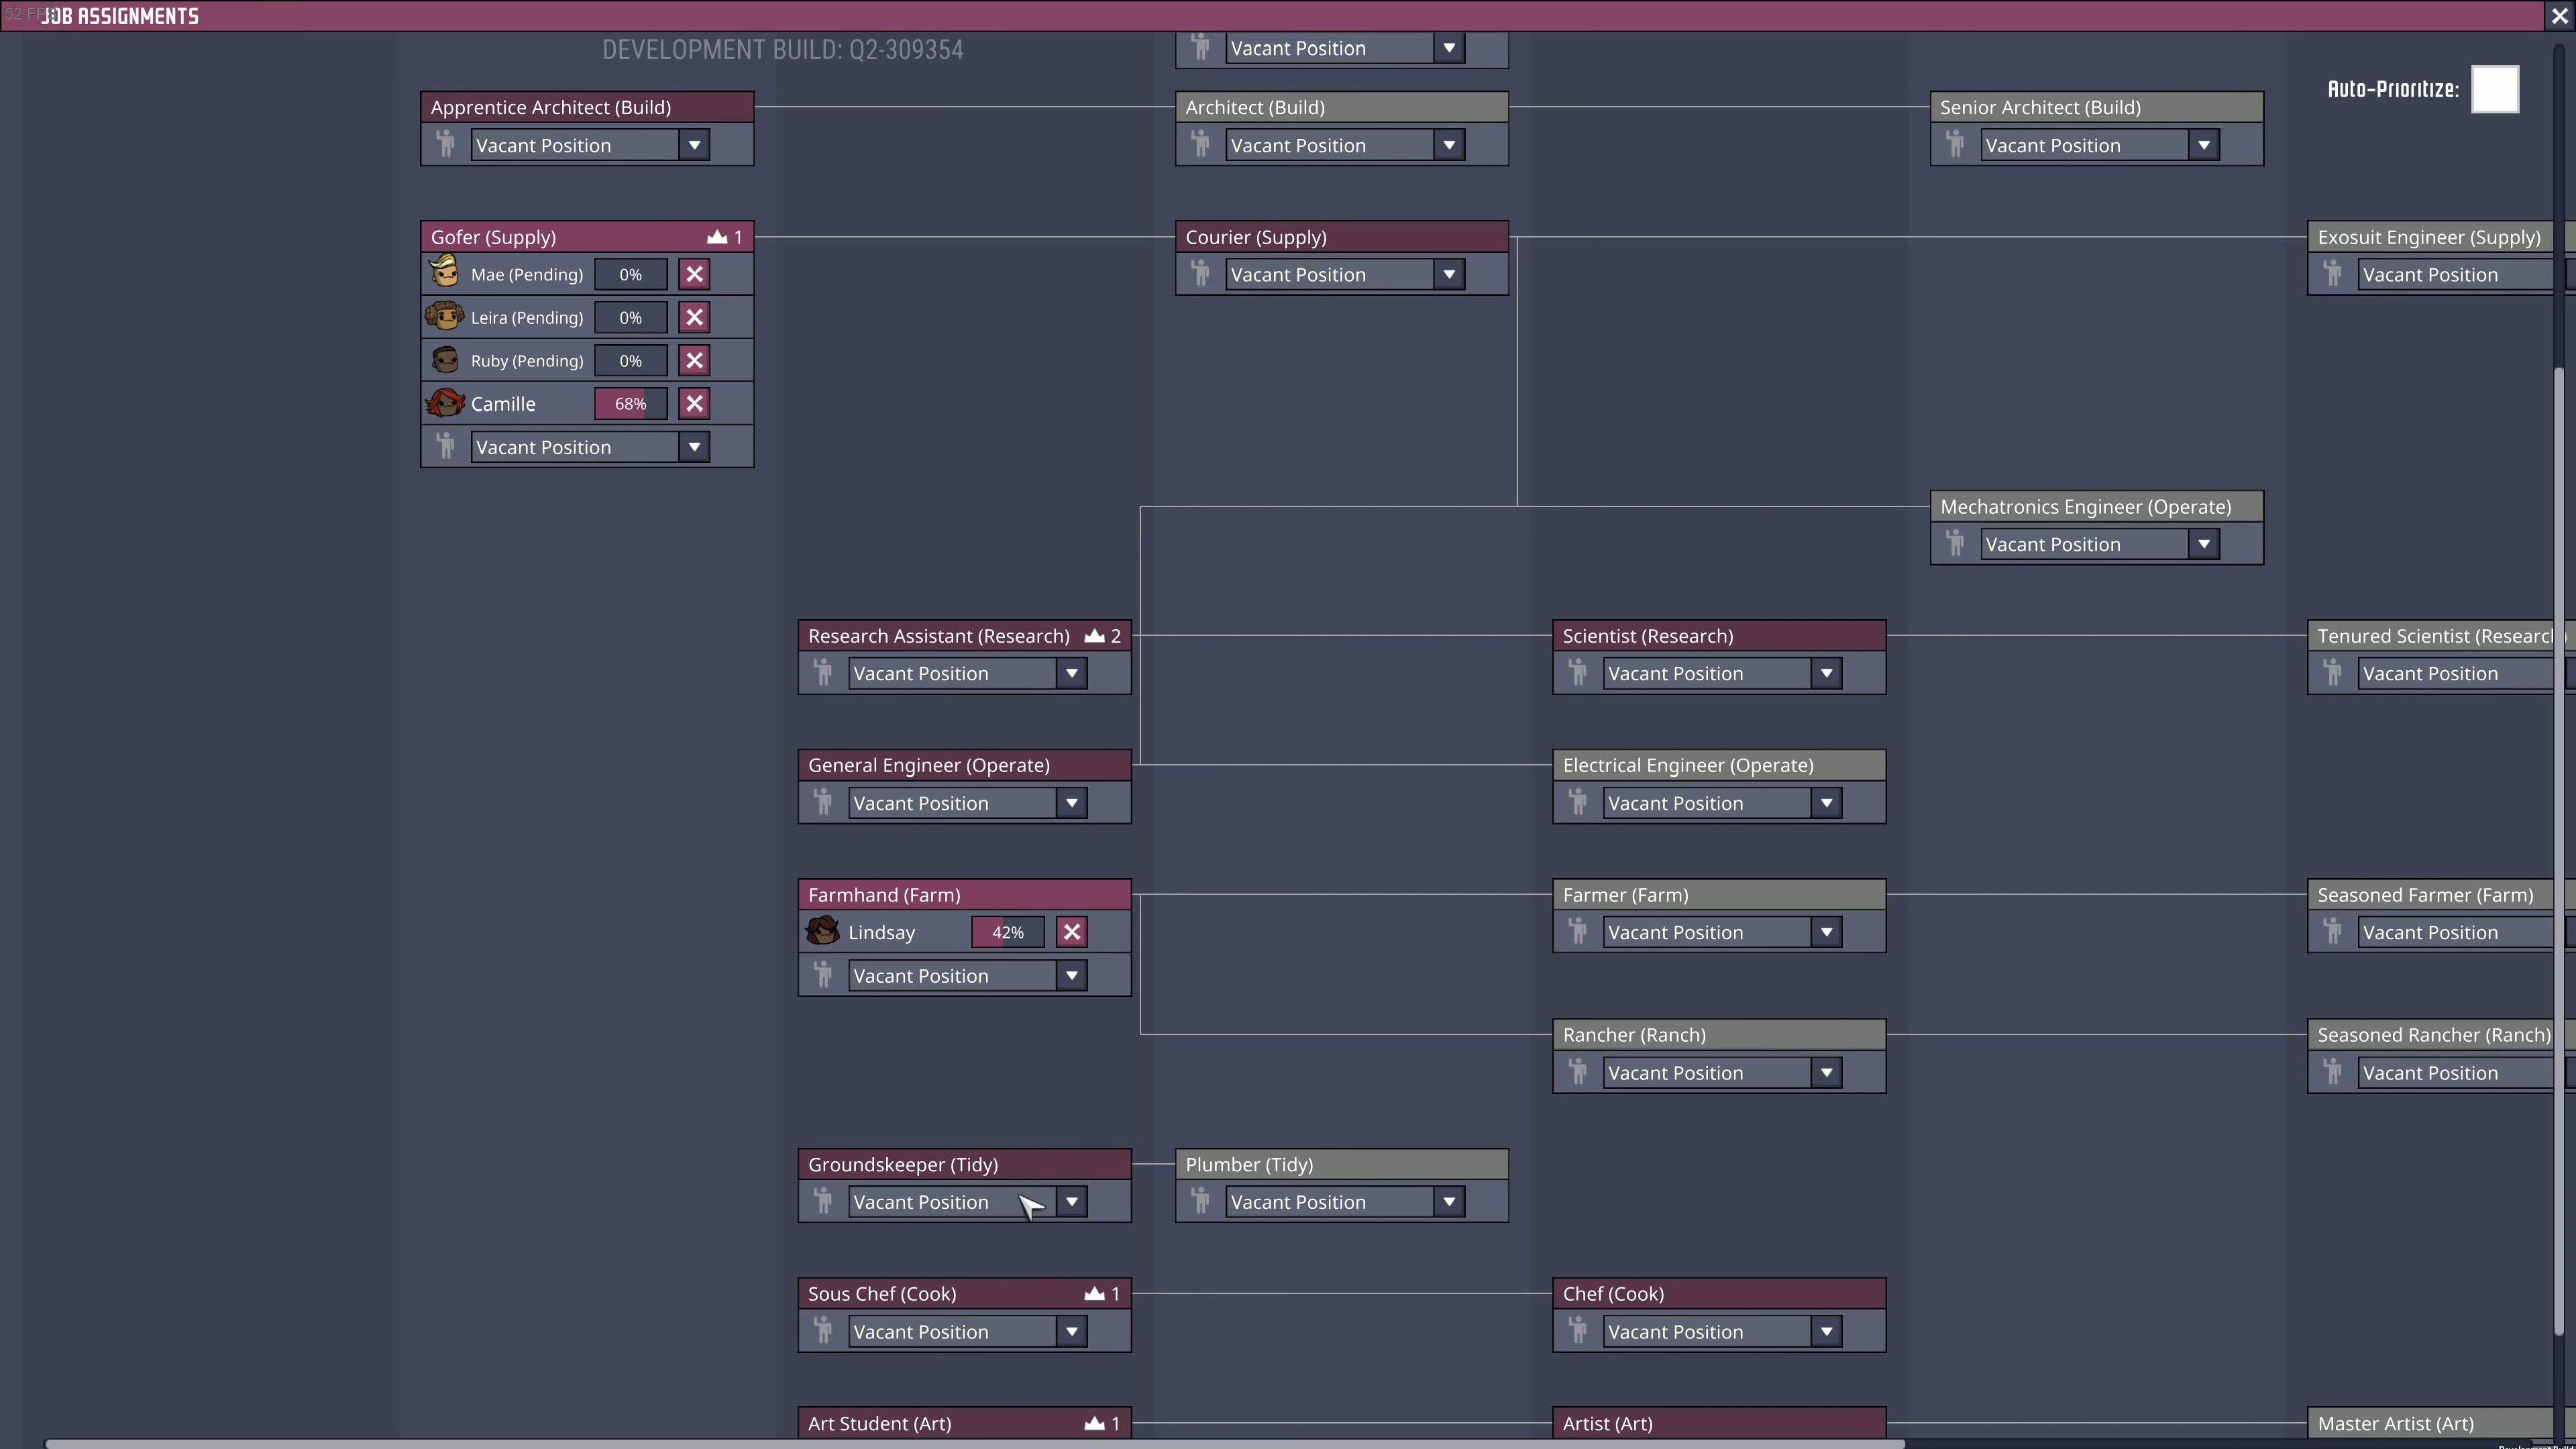 52 FPS
JOB ASSIGNMENTS
DEVELOPMENT BUILD: Q2-309354
Vacant Position
Auto-Prioritize:
Apprentice Architect (Build)
Vacant Position
Architect (Build)
Vacant Position
Senior Architect (Build)
Vacant Position
Gofer (Supply) 1
Mae (Pending) 0%
Leira (Pending) 0%
Ruby (Pending) 0%
Camille 68%
Vacant Position
Courier (Supply)
Vacant Position
Exosuit Engineer (Supply)
Vacant Position
Mechatronics Engineer (Operate)
Vacant Position
Research Assistant (Research) 2
Vacant Position
Scientist (Research)
Vacant Position
Tenured Scientist (Research)
Vacant Position
General Engineer (Operate)
Vacant Position
Electrical Engineer (Operate)
Vacant Position
Farmhand (Farm)
Lindsay 42%
Vacant Position
Farmer (Farm)
Vacant Position
Seasoned Farmer (Farm)
Vacant Position
Rancher (Ranch)
Vacant Position
Seasoned Rancher (Ranch)
Vacant Position
Groundskeeper (Tidy)
Vacant Position
Plumber (Tidy)
Vacant Position
Sous Chef (Cook) 1
Vacant Position
Chef (Cook)
Vacant Position
Art Student (Art) 1
Artist (Art)
Master Artist (Art)